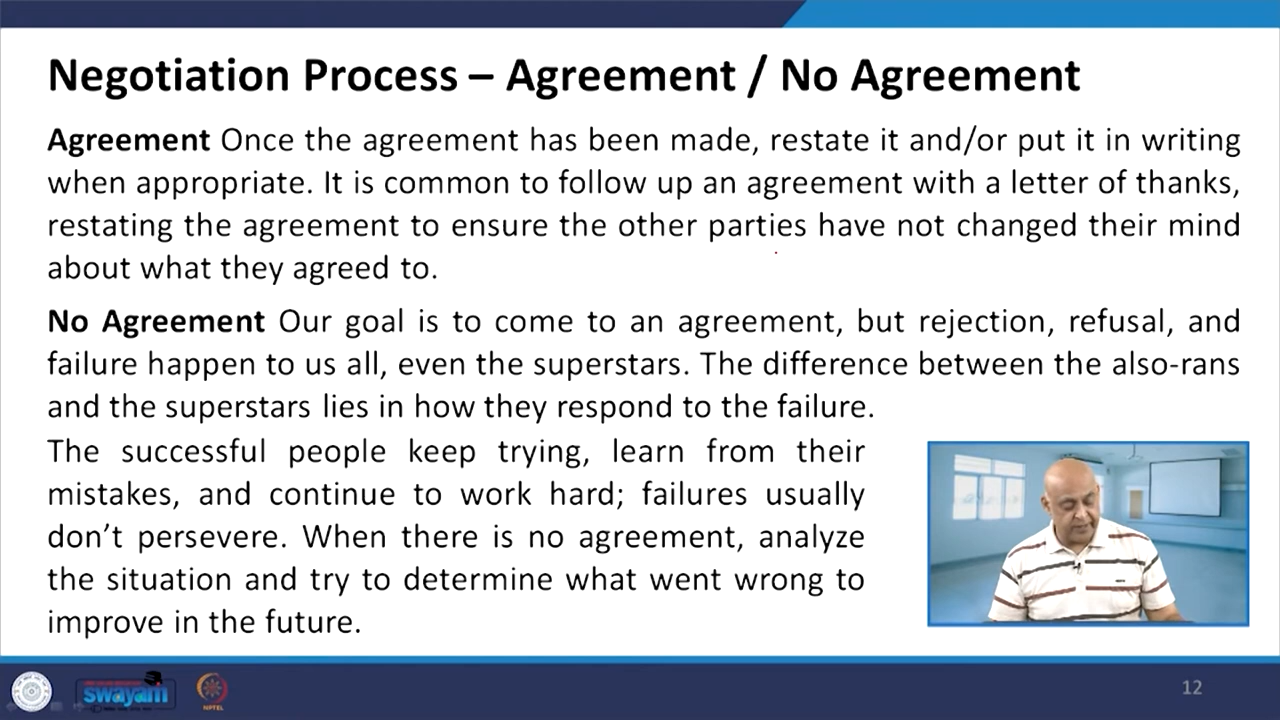 Negotiation Process – Agreement / No Agreement
Agreement Once the agreement has been made, restate it and/or put it in writing
when appropriate. It is common to follow up an agreement with a letter of thanks,
restating the agreement to ensure the other parties have not changed their mind
about what they agreed to.
No Agreement Our goal is to come to an agreement, but rejection, refusal, and
failure happen to us all, even the superstars. The difference between the also-rans
and the superstars lies in how they respond to the failure.
The successful people keep trying, learn from their
mistakes, and continue to work hard; failures usually
don’t persevere. When there is no agreement, analyze
the situation and try to determine what went wrong to
improve in the future.
swayam
NPTEL
12